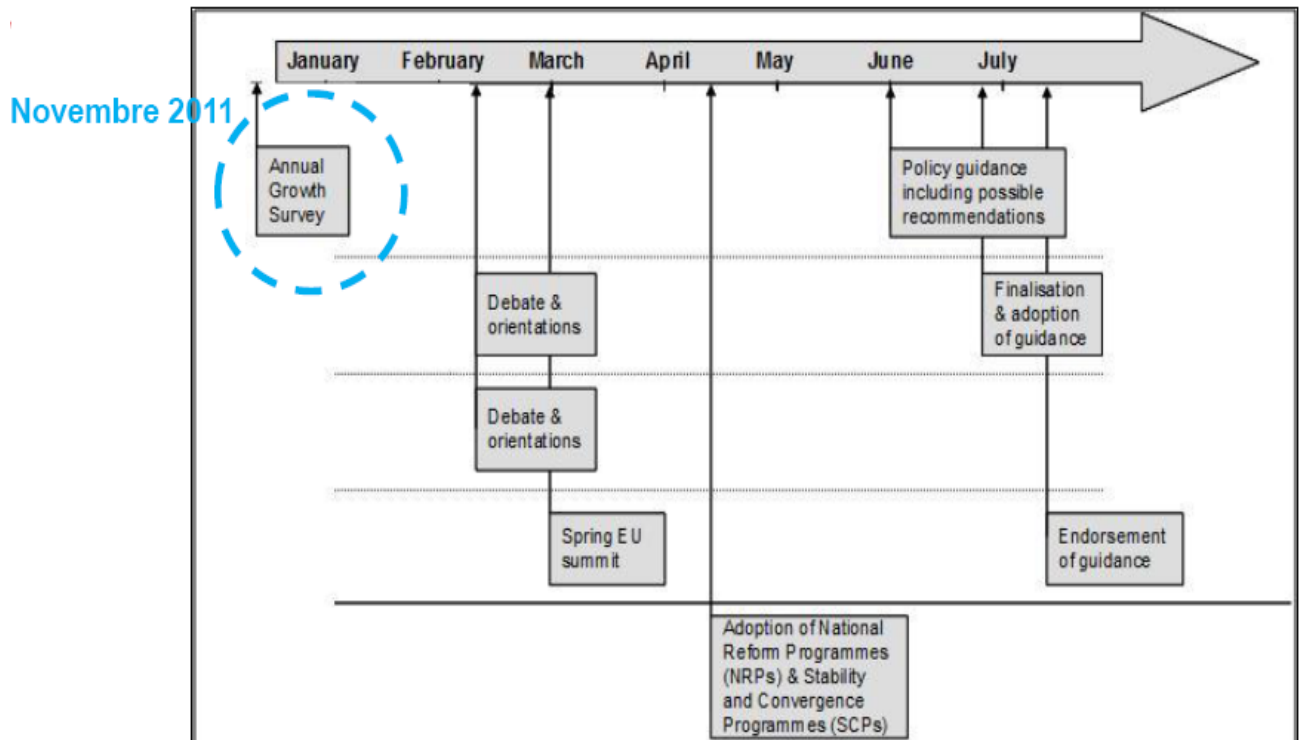 January February March April May June July
Novembre 2011
Annual
Growth
Survey
Policy guidance
including possible
recommendations
Debate &
orientations
Finalisation
& adoption
of guidance
Debate &
orientations
Spring EU
summit
Endorsement
of guidance
Adoption of National
Reform Programmes
(NRPs) & Stability
and Convergence
Programmes (SCPs)